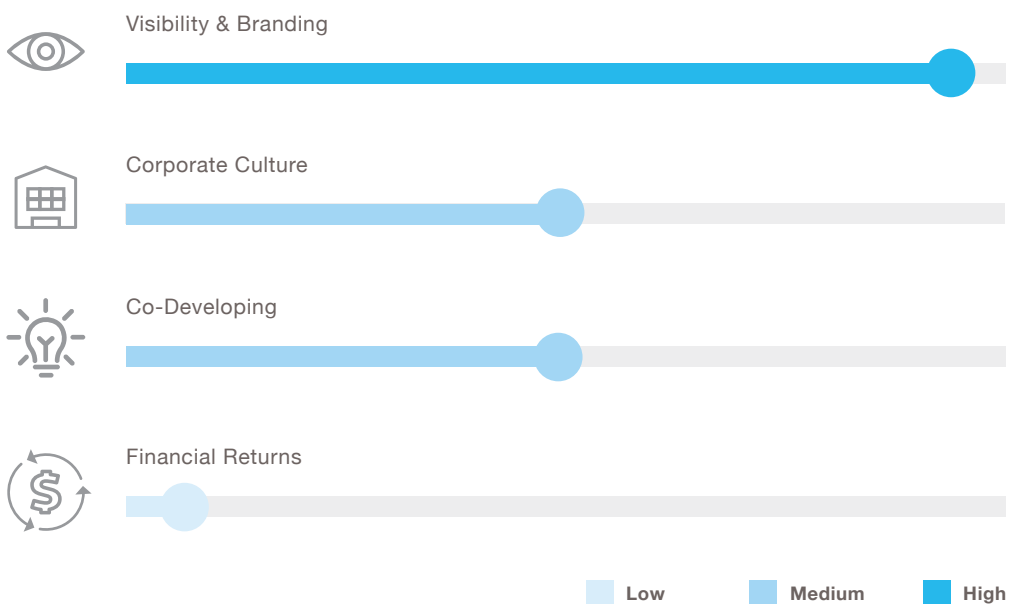 Visibility & Branding
Corporate Culture
Co-Developing
Financial Returns
Low Medium High